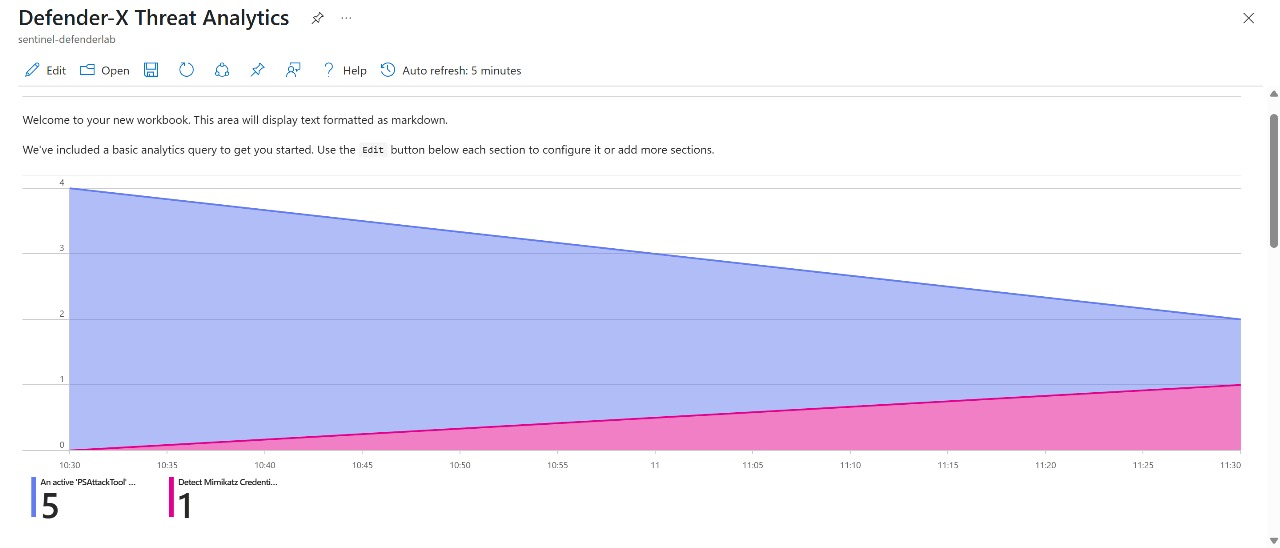 Defender-X Threat Analytics
sentinel-defenderlab
Edit Open Help Auto refresh: 5 minutes
Welcome to your new workbook. This area will display text formatted as markdown.
We've included a basic analytics query to get you started. Use the Edit button below each section to configure it or add more sections.
4
3
2
1
0
10:30 10:35 10:40 10:45 10:50 10:55 11 11:05 11:10 11:15 11:20 11:25 11:30
An active 'PSAttackTool' ... Detect Mimikatz Credenti...
5 1